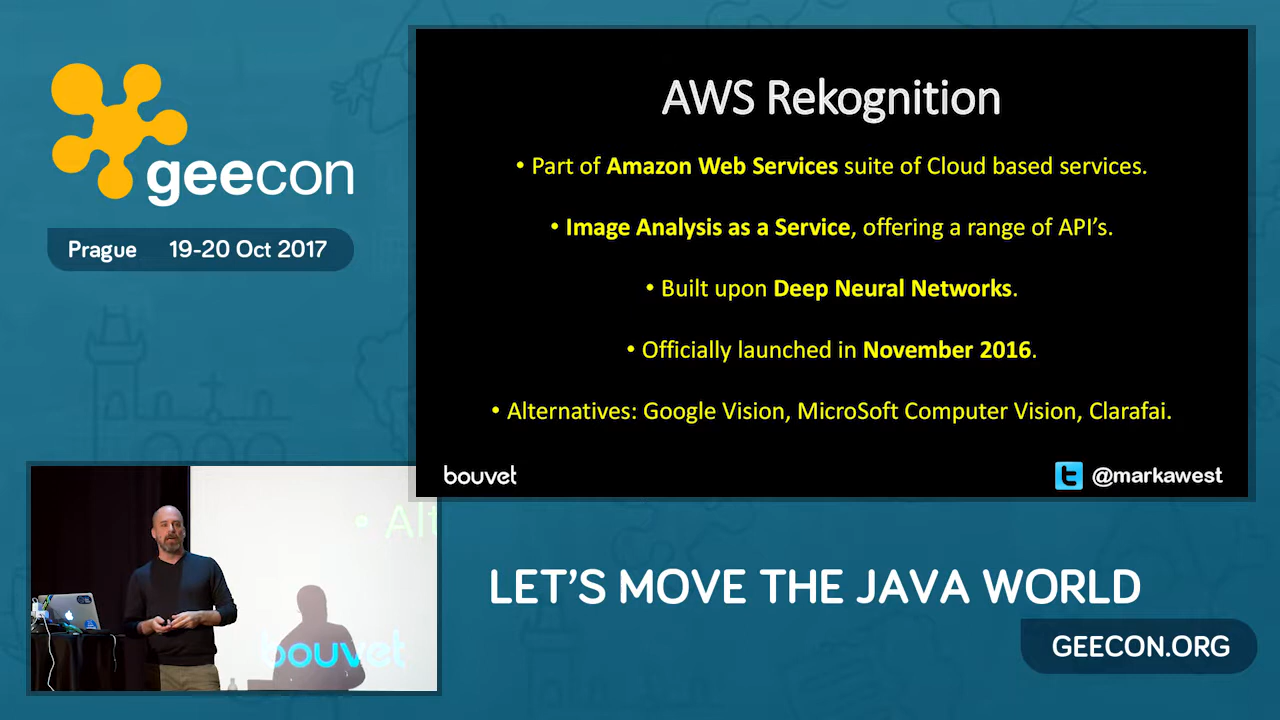 geecon
Prague 19-20 Oct 2017
AWS Rekognition
• Part of Amazon Web Services suite of Cloud based services.
• Image Analysis as a Service, offering a range of API’s.
• Built upon Deep Neural Networks.
• Officially launched in November 2016.
• Alternatives: Google Vision, MicroSoft Computer Vision, Clarafai.
bouvet
@markawest
• Alt
bouvet
LET’S MOVE THE JAVA WORLD
GEECON.ORG